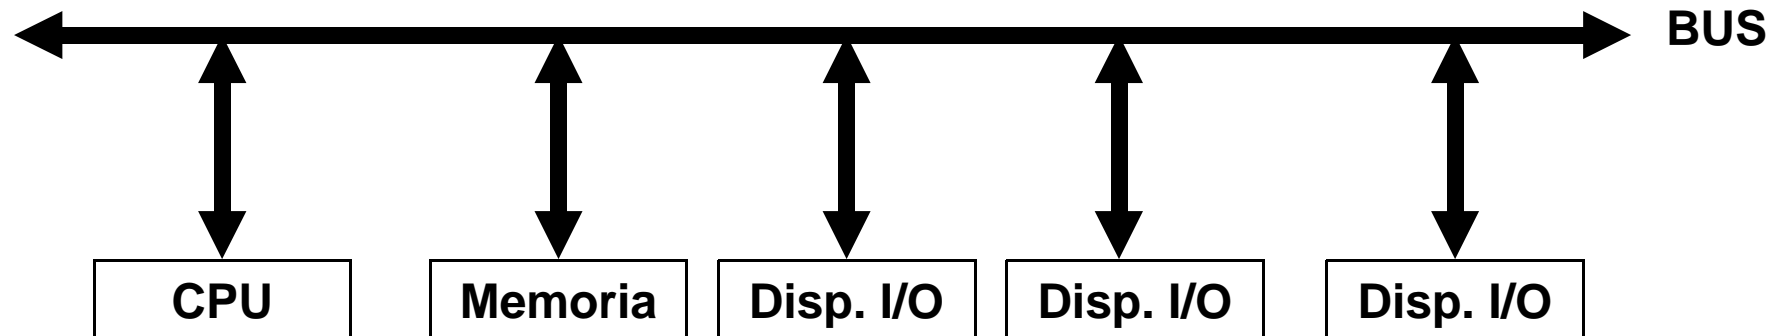 BUS
CPU
Memoria
Disp. I/O
Disp. I/O
Disp. I/O